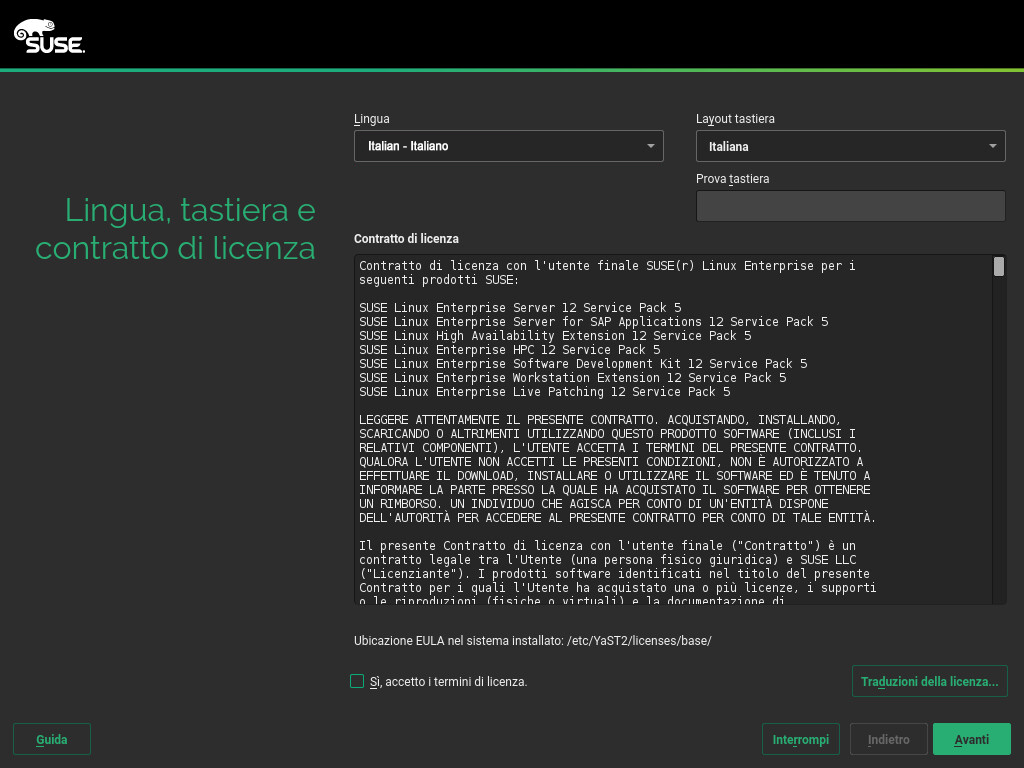 SUSE.
Lingua
Layout tastiera
Italian - Italiano
Italiana
Prova tastiera
Lingua, tastiera e
contratto di licenza
Contratto di licenza
Contratto di licenza con l'utente finale SUSE(r) Linux Enterprise per i
seguenti prodotti SUSE:
SUSE Linux Enterprise Server 12 Service Pack 5
SUSE Linux Enterprise Server for SAP Applications 12 Service Pack 5
SUSE Linux High Availability Extension 12 Service Pack 5
SUSE Linux Enterprise HPC 12 Service Pack 5
SUSE Linux Enterprise Software Development Kit 12 Service Pack 5
SUSE Linux Enterprise Workstation Extension 12 Service Pack 5
SUSE Linux Enterprise Live Patching 12 Service Pack 5
LEGGERE ATTENTAMENTE IL PRESENTE CONTRATTO. ACQUISTANDO, INSTALLANDO,
SCARICANDO O ALTRIMENTI UTILIZZANDO QUESTO PRODOTTO SOFTWARE (INCLUSI I
RELATIVI COMPONENTI), L'UTENTE ACCETTA I TERMINI DEL PRESENTE CONTRATTO.
QUALORA L'UTENTE NON ACCETTI LE PRESENTI CONDIZIONI, NON È AUTORIZZATO A
EFFETTUARE IL DOWNLOAD, INSTALLARE O UTILIZZARE IL SOFTWARE ED È TENUTO A
INFORMARE LA PARTE PRESSO LA QUALE HA ACQUISTATO IL SOFTWARE PER OTTENERE
UN RIMBORSO. UN INDIVIDUO CHE AGISCA PER CONTO DI UN'ENTITÀ DISPONE
DELL'AUTORITÀ PER ACCEDERE AL PRESENTE CONTRATTO PER CONTO DI TALE ENTITÀ.
Il presente Contratto di licenza con l'utente finale ("Contratto") è un
contratto legale tra l'Utente (una persona fisico giuridica) e SUSE LLC
("Licenziante"). I prodotti software identificati nel titolo del presente
Contratto per i quali l'Utente ha acquistato una o più licenze, i supporti
o le riproduzioni (fisiche o virtuali) e la documentazione di
Ubicazione EULA nel sistema installato: /etc/YaST2/licenses/base/
Sì, accetto i termini di licenza.
Traduzioni della licenza...
Guida
Interrompi
Indietro
Avanti